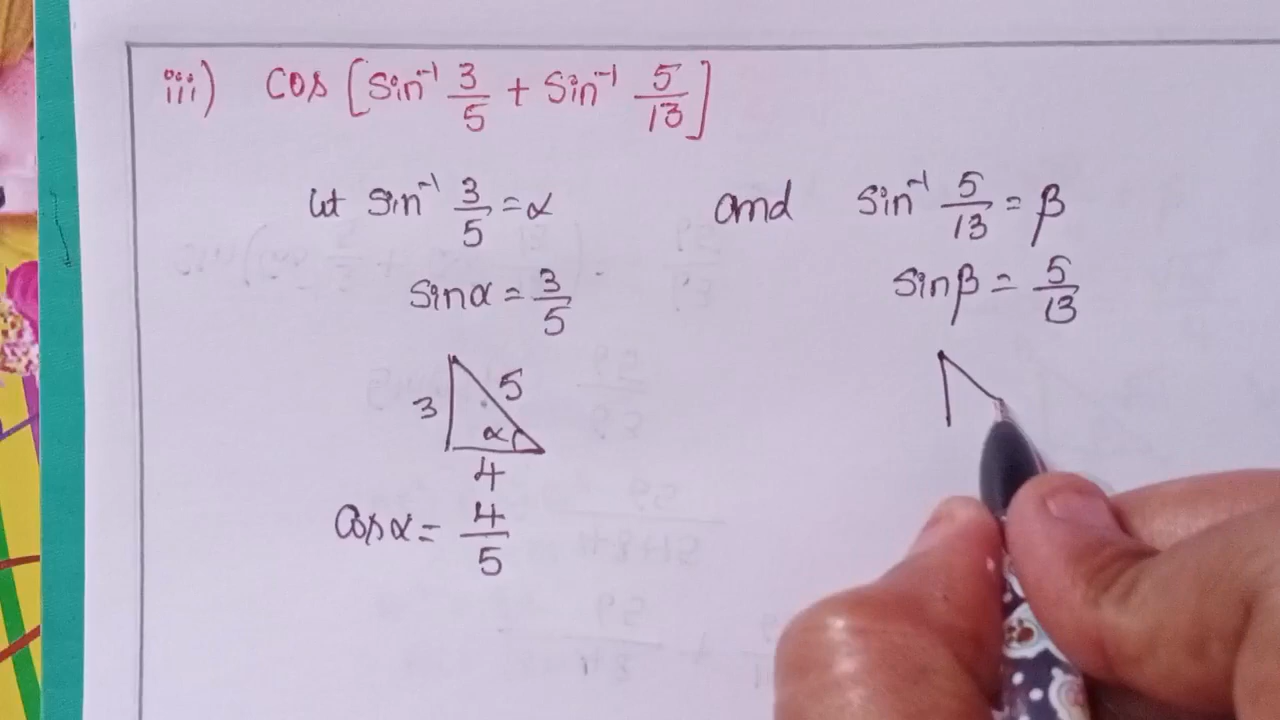 iii) cos [Sin⁻¹ 3/5 + Sin⁻¹ 5/13]
let Sin⁻¹ 3/5 = α and Sin⁻¹ 5/13 = β
Sinα = 3/5 Sinβ = 5/13
3 5
α
4
Cosα = 4/5